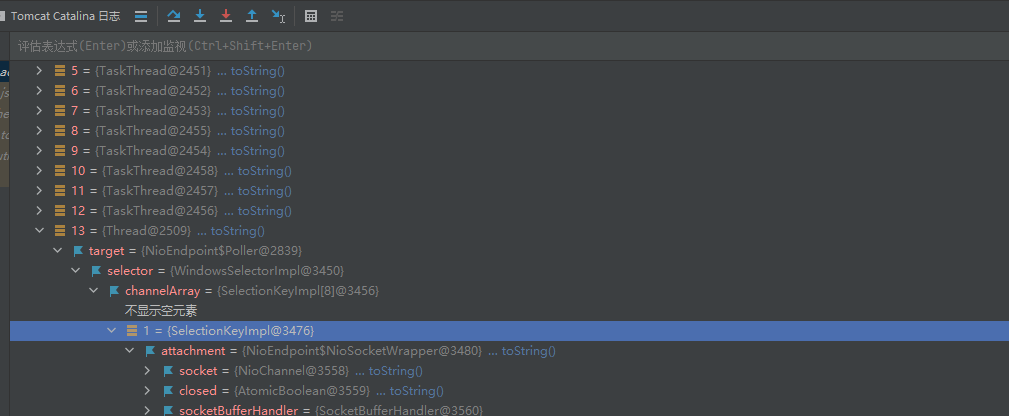 Tomcat Catalina 日志
评估表达式(Enter)或添加监视(Ctrl+Shift+Enter)
5 = {TaskThread@2451} ... toString()
6 = {TaskThread@2452} ... toString()
7 = {TaskThread@2453} ... toString()
8 = {TaskThread@2455} ... toString()
9 = {TaskThread@2454} ... toString()
10 = {TaskThread@2458} ... toString()
11 = {TaskThread@2457} ... toString()
12 = {TaskThread@2456} ... toString()
13 = {Thread@2509} ... toString()
target = {NioEndpoint$Poller@2839}
selector = {WindowsSelectorImpl@3450}
channelArray = {SelectionKeyImpl[8]@3456}
不显示空元素
1 = {SelectionKeyImpl@3476}
attachment = {NioEndpoint$NioSocketWrapper@3480} ... toString()
socket = {NioChannel@3558} ... toString()
closed = {AtomicBoolean@3559} ... toString()
socketBufferHandler = {SocketBufferHandler@3560}